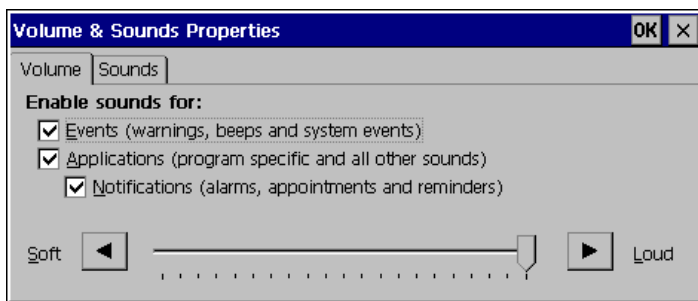 Volume & Sounds Properties OK ×
Volume Sounds
Enable sounds for:
Events (warnings, beeps and system events)
Applications (program specific and all other sounds)
Notifications (alarms, appointments and reminders)
Soft Loud